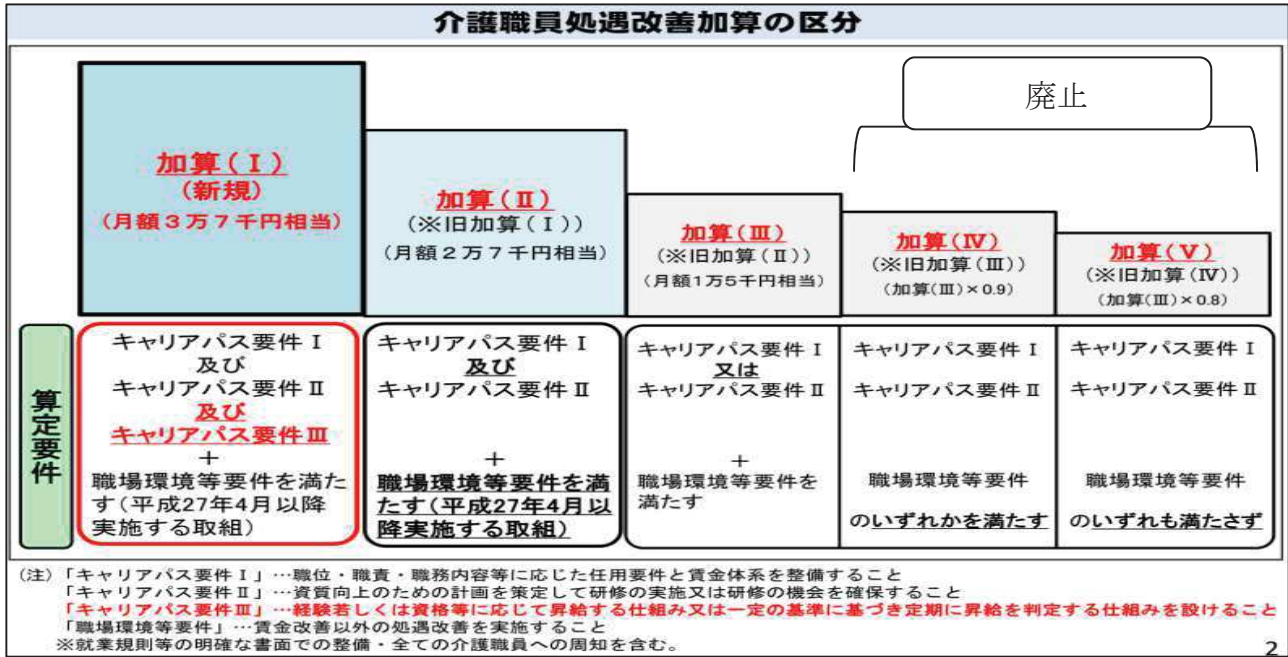 介護職員処遇改善加算の区分
廃止
加算(Ⅰ)
(新規)
(月額3万7千円相当)
加算(Ⅱ)
(※旧加算(Ⅰ))
(月額2万7千円相当)
加算(Ⅲ)
(※旧加算(Ⅱ))
(月額1万5千円相当)
加算(Ⅳ)
(※旧加算(Ⅲ))
(加算(Ⅲ)×0.9)
加算(Ⅴ)
(※旧加算(Ⅳ))
(加算(Ⅲ)×0.8)
算定要件
キャリアパス要件Ⅰ
及び
キャリアパス要件Ⅱ
及び
キャリアパス要件Ⅲ
+
職場環境等要件を満た
す(平成27年4月以降
実施する取組)
キャリアパス要件Ⅰ
及び
キャリアパス要件Ⅱ
+
職場環境等要件を満
たす(平成27年4月以
降実施する取組)
キャリアパス要件Ⅰ
又は
キャリアパス要件Ⅱ
+
職場環境等要件を
満たす
キャリアパス要件Ⅰ
キャリアパス要件Ⅱ
職場環境等要件
のいずれかを満たす
キャリアパス要件Ⅰ
キャリアパス要件Ⅱ
職場環境等要件
のいずれも満たさず
(注)「キャリアパス要件Ⅰ」…職位・職責・職務内容等に応じた任用要件と賃金体系を整備すること
「キャリアパス要件Ⅱ」…資質向上のための計画を策定して研修の実施又は研修の機会を確保すること
「キャリアパス要件Ⅲ」…経験若しくは資格等に応じて昇給する仕組み又は一定の基準に基づき定期に昇給を判定する仕組みを設けること
「職場環境等要件」…賃金改善以外の処遇改善を実施すること
※就業規則等の明確な書面での整備・全ての介護職員への周知を含む。
2